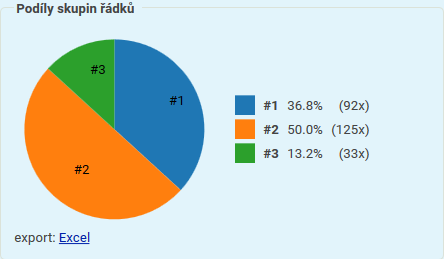 Podíly skupin řádků
#3
#1
#2
#1 36.8% (92x)
#2 50.0% (125x)
#3 13.2% (33x)
export: Excel